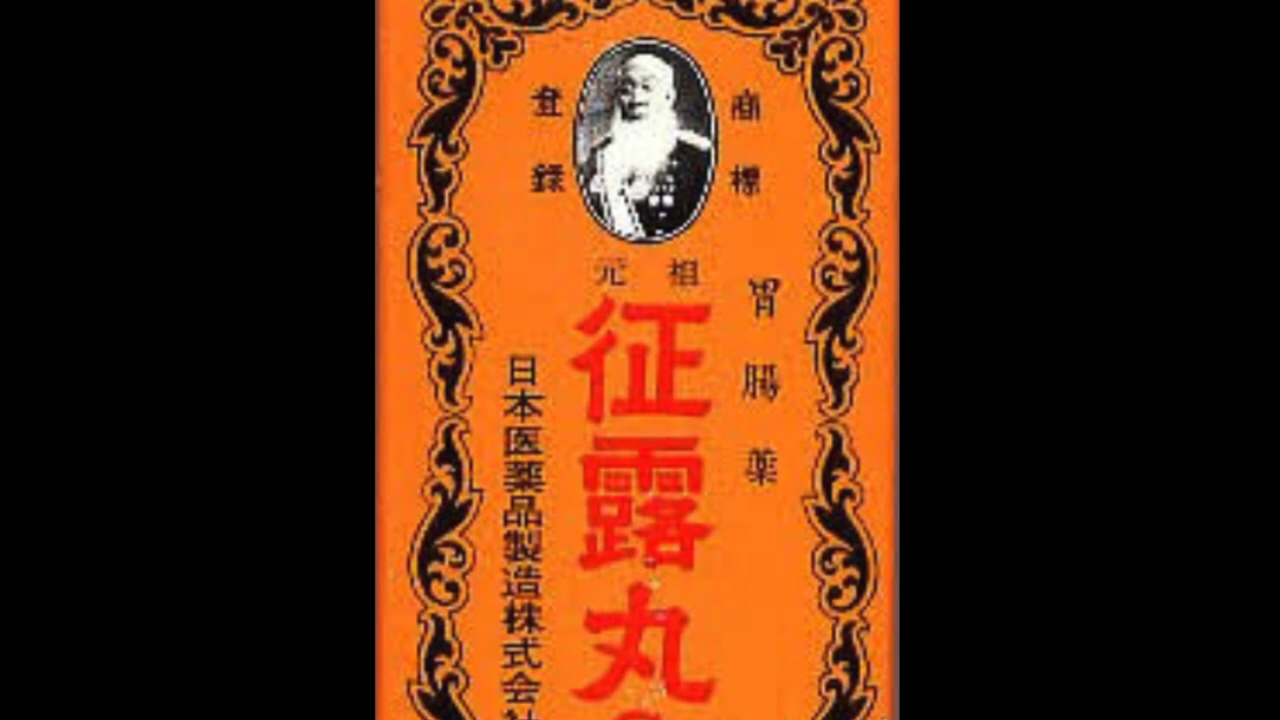 商標
登録
元祖
胃腸薬
征露丸
日本医薬品製造株式会社